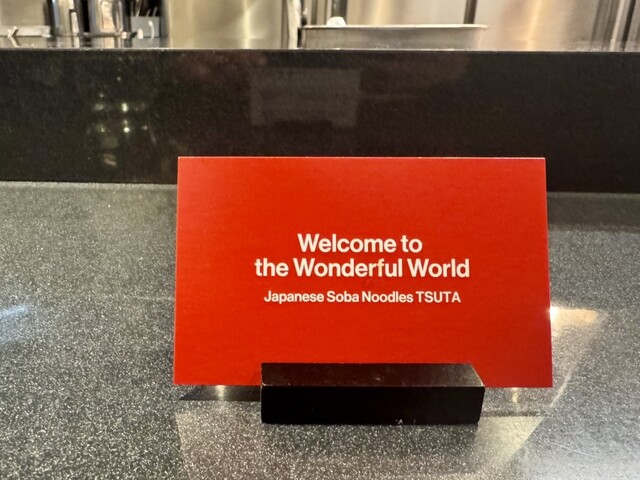 Welcome to
the Wonderful World
Japanese Soba Noodles TSUTA